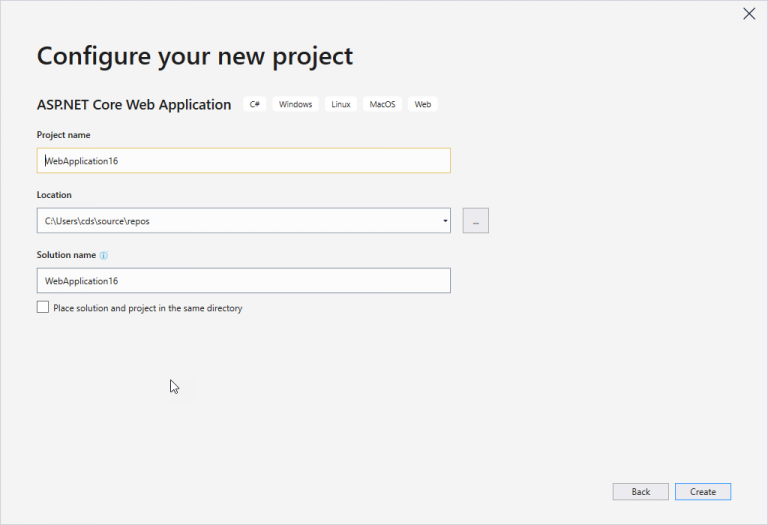 Configure your new project
ASP.NET Core Web Application C# Windows Linux MacOS Web
Project name
WebApplication16
Location
C:\Users\cds\source\repos
...
Solution name
WebApplication16
Place solution and project in the same directory
Back Create